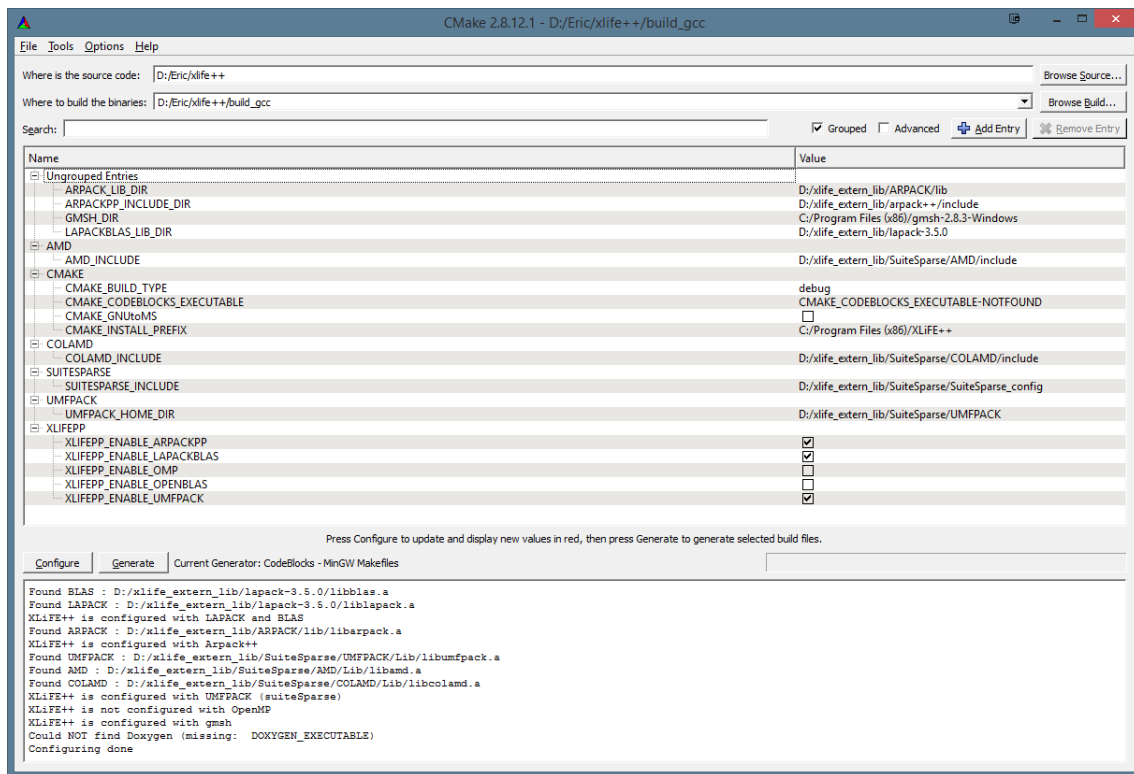 CMake 2.8.12.1 - D:/Eric/xlife++/build_gcc
File Tools Options Help
Where is the source code: D:/Eric/xlife++ Browse Source...
Where to build the binaries: D:/Eric/xlife++/build_gcc Browse Build...
Search: Grouped Advanced Add Entry Remove Entry
Name Value
Ungrouped Entries
ARPACK_LIB_DIR D:/xlife_extern_lib/ARPACK/lib
ARPACKPP_INCLUDE_DIR D:/xlife_extern_lib/arpack++/include
GMSH_DIR C:/Program Files (x86)/gmsh-2.8.3-Windows
LAPACKBLAS_LIB_DIR D:/xlife_extern_lib/lapack-3.5.0
AMD
AMD_INCLUDE D:/xlife_extern_lib/SuiteSparse/AMD/include
CMAKE
CMAKE_BUILD_TYPE debug
CMAKE_CODEBLOCKS_EXECUTABLE CMAKE_CODEBLOCKS_EXECUTABLE-NOTFOUND
CMAKE_GNUtoMS
CMAKE_INSTALL_PREFIX C:/Program Files (x86)/XLiFE++
COLAMD
COLAMD_INCLUDE D:/xlife_extern_lib/SuiteSparse/COLAMD/include
SUITESPARSE
SUITESPARSE_INCLUDE D:/xlife_extern_lib/SuiteSparse/SuiteSparse_config
UMFPACK
UMFPACK_HOME_DIR D:/xlife_extern_lib/SuiteSparse/UMFPACK
XLIFEPP
XLIFEPP_ENABLE_ARPACKPP
XLIFEPP_ENABLE_LAPACKBLAS
XLIFEPP_ENABLE_OMP
XLIFEPP_ENABLE_OPENBLAS
XLIFEPP_ENABLE_UMFPACK
Press Configure to update and display new values in red, then press Generate to generate selected build files.
Configure Generate Current Generator: CodeBlocks - MinGW Makefiles
Found BLAS : D:/xlife_extern_lib/lapack-3.5.0/libblas.a
Found LAPACK : D:/xlife_extern_lib/lapack-3.5.0/liblapack.a
XLiFE++ is configured with LAPACK and BLAS
Found ARPACK : D:/xlife_extern_lib/ARPACK/lib/libarpack.a
XLiFE++ is configured with Arpack++
Found UMFPACK : D:/xlife_extern_lib/SuiteSparse/UMFPACK/Lib/libumfpack.a
Found AMD : D:/xlife_extern_lib/SuiteSparse/AMD/Lib/libamd.a
Found COLAMD : D:/xlife_extern_lib/SuiteSparse/COLAMD/Lib/libcolamd.a
XLiFE++ is configured with UMFPACK (suiteSparse)
XLiFE++ is not configured with OpenMP
XLiFE++ is configured with gmsh
Could NOT find Doxygen (missing:  DOXYGEN_EXECUTABLE)
Configuring done